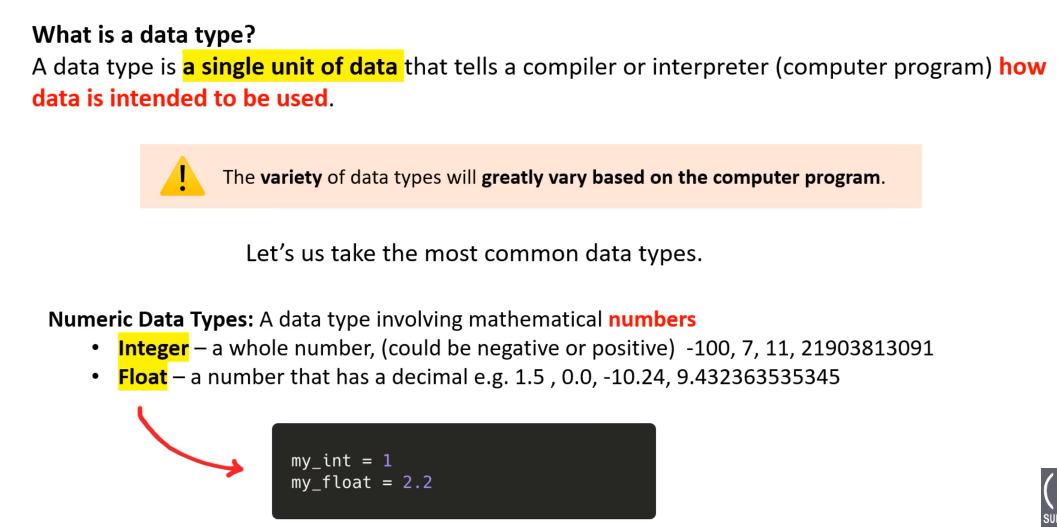 What is a data type?
A data type is a single unit of data that tells a compiler or interpreter (computer program) how
data is intended to be used.
The variety of data types will greatly vary based on the computer program.
Let's us take the most common data types.
Numeric Data Types: A data type involving mathematical numbers
• Integer – a whole number, (could be negative or positive) -100, 7, 11, 21903813091
• Float – a number that has a decimal e.g. 1.5 , 0.0, -10.24, 9.432363535345
my_int = 1
my_float = 2.2